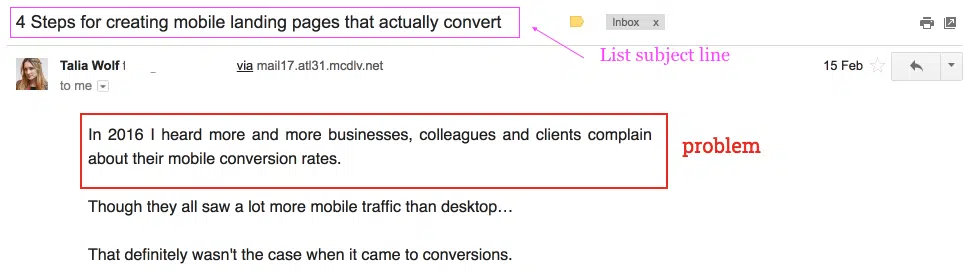 4 Steps for creating mobile landing pages that actually convert
Inbox x
List subject line
Talia Wolf via mail17.atl31.mcdlv.net
15 Feb
to me
In 2016 I heard more and more businesses, colleagues and clients complain
about their mobile conversion rates.
problem
Though they all saw a lot more mobile traffic than desktop…
That definitely wasn't the case when it came to conversions.